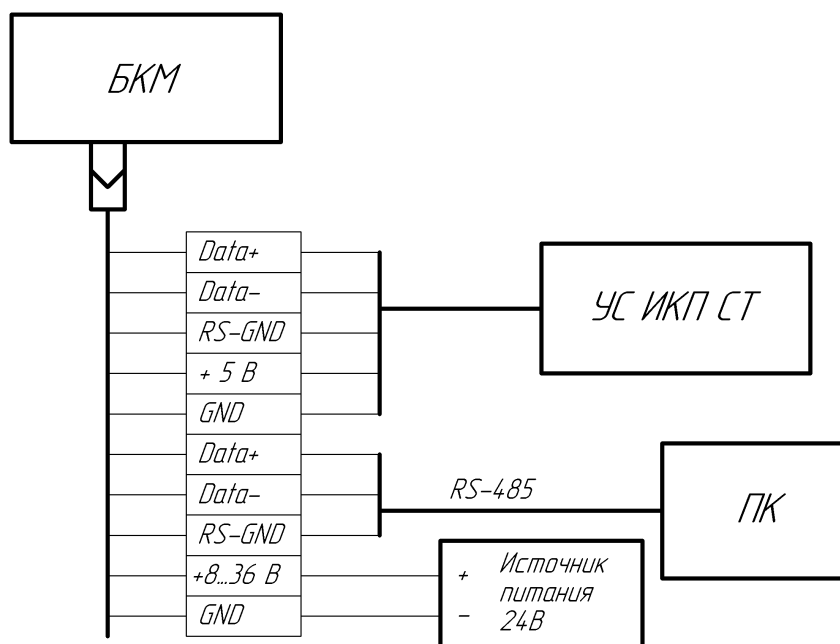 БКМ
Data+
Data-
RS-GND
+ 5 В
GND
УС ИКП СТ
Data+
Data-
RS-GND
+8...36 В
GND
RS-485
ПК
+ Источник
питания
- 24В